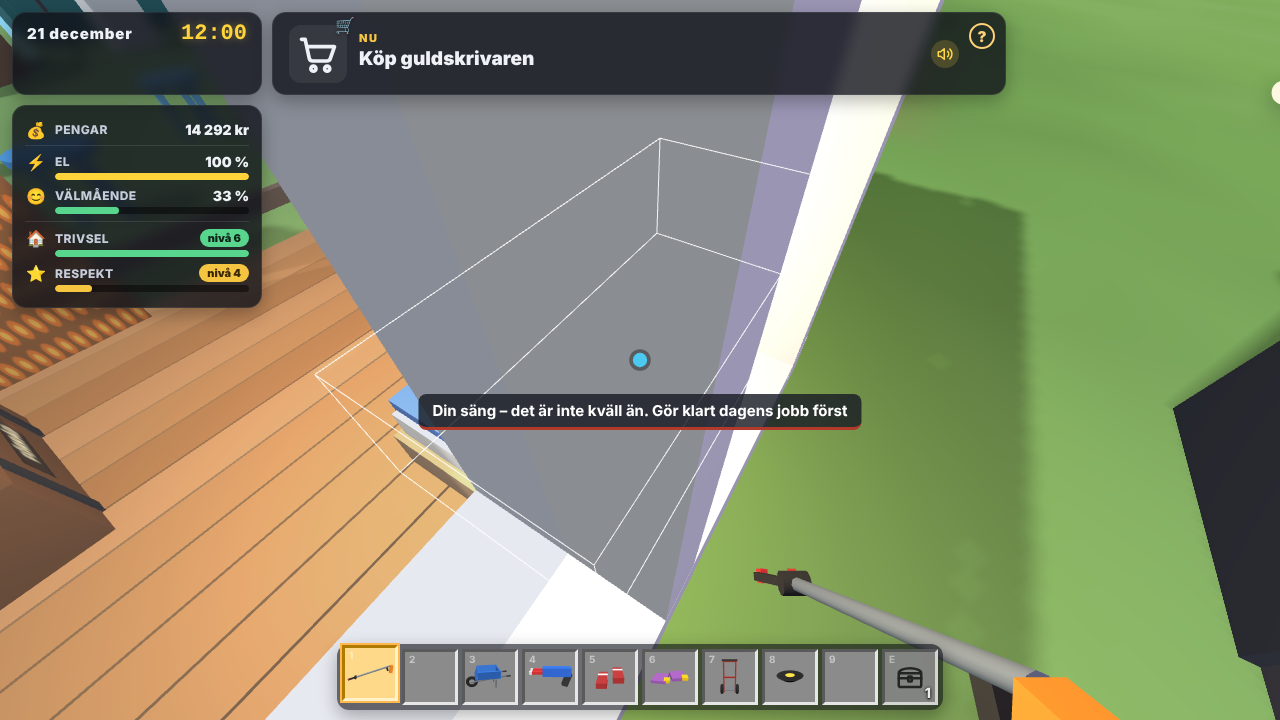 21 december 12:00
NU
Köp guldskrivaren
?
PENGAR 14 292 kr
EL 100 %
VÄLMÅENDE 33 %
TRIVSEL nivå 6
RESPEKT nivå 4
Din säng – det är inte kväll än. Gör klart dagens jobb först
1 2 3 4 5 6 7 8 9 E
1